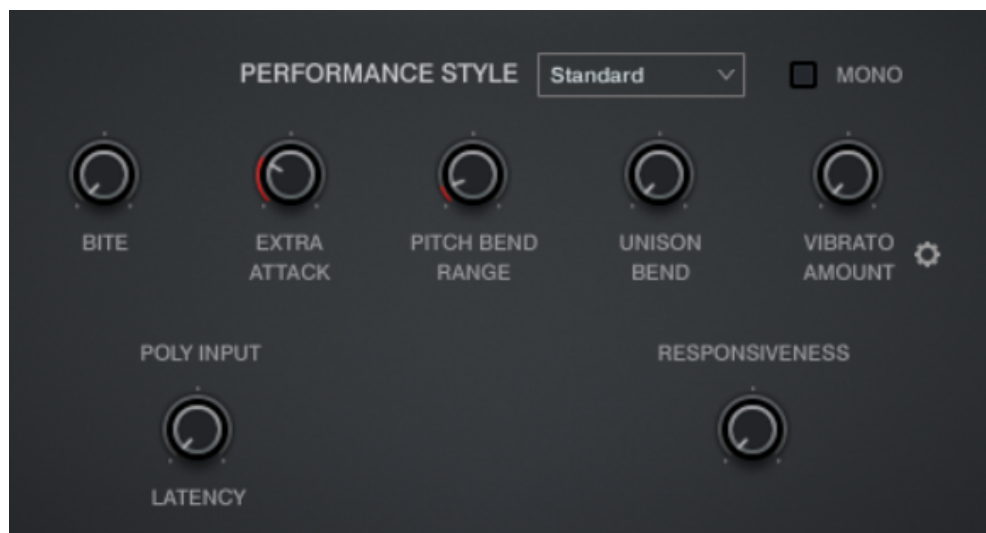 PERFORMANCE STYLE Standard MONO
BITE EXTRA ATTACK PITCH BEND RANGE UNISON BEND VIBRATO AMOUNT
POLY INPUT RESPONSIVENESS
LATENCY